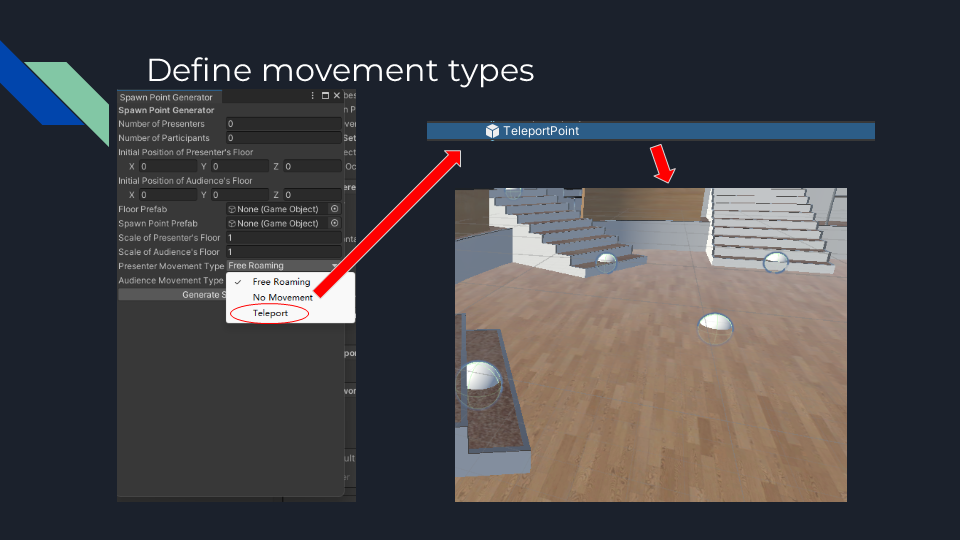 Define movement types
Spawn Point Generator
Spawn Point Generator
Number of Presenters 0
Number of Participants 0
Initial Position of Presenter's Floor
X 0 Y 0 Z 0
Initial Position of Audience's Floor
X 0 Y 0 Z 0
Floor Prefab None (Game Object)
Spawn Point Prefab None (Game Object)
Scale of Presenter's Floor 1
Scale of Audience's Floor 1
Presenter Movement Type Free Roaming
Audience Movement Type
Generate S
Free Roaming
No Movement
Teleport
TeleportPoint